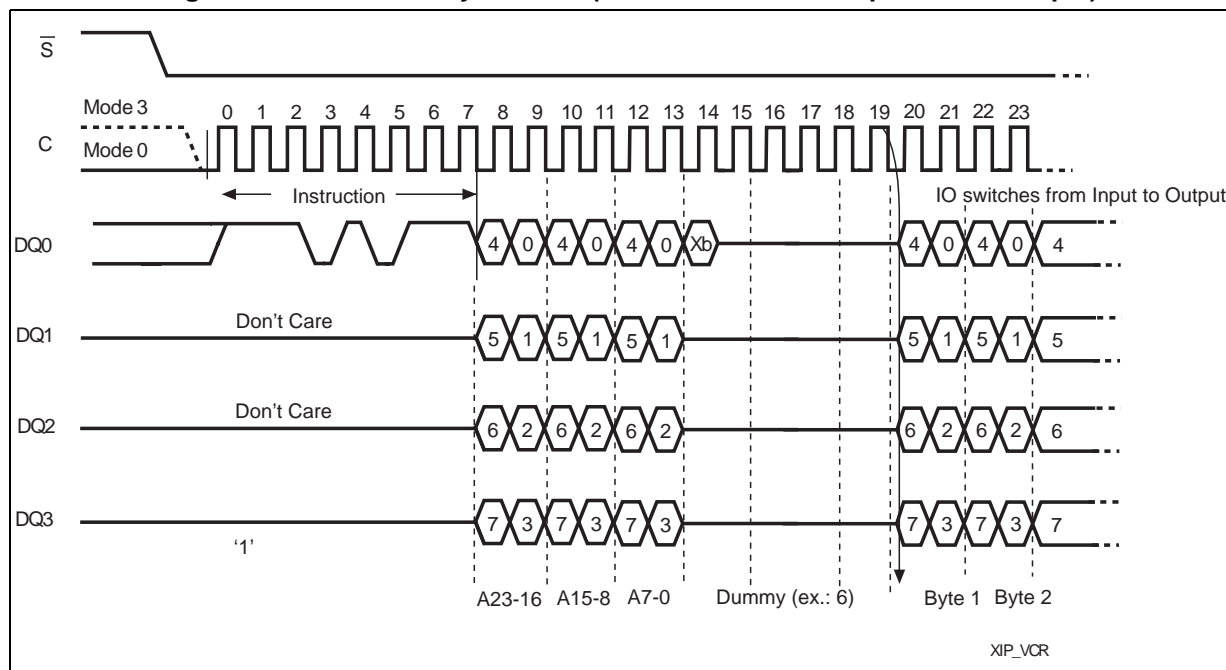 S
Mode 3
0 1 2 3 4 5 6 7 8 9 10 11 12 13 14 15 16 17 18 19 20 21 22 23
C
Mode 0
Instruction
IO switches from Input to Output
DQ0
4 0 4 0 4 0 Xb 4 0 4 0 4
Don't Care
DQ1
5 1 5 1 5 1 5 1 5 1 5
Don't Care
DQ2
6 2 6 2 6 2 6 2 6 2 6
DQ3
7 3 7 3 7 3 7 3 7 3 7
‘1’
A23-16 A15-8 A7-0 Dummy (ex.: 6) Byte 1 Byte 2
XIP_VCR